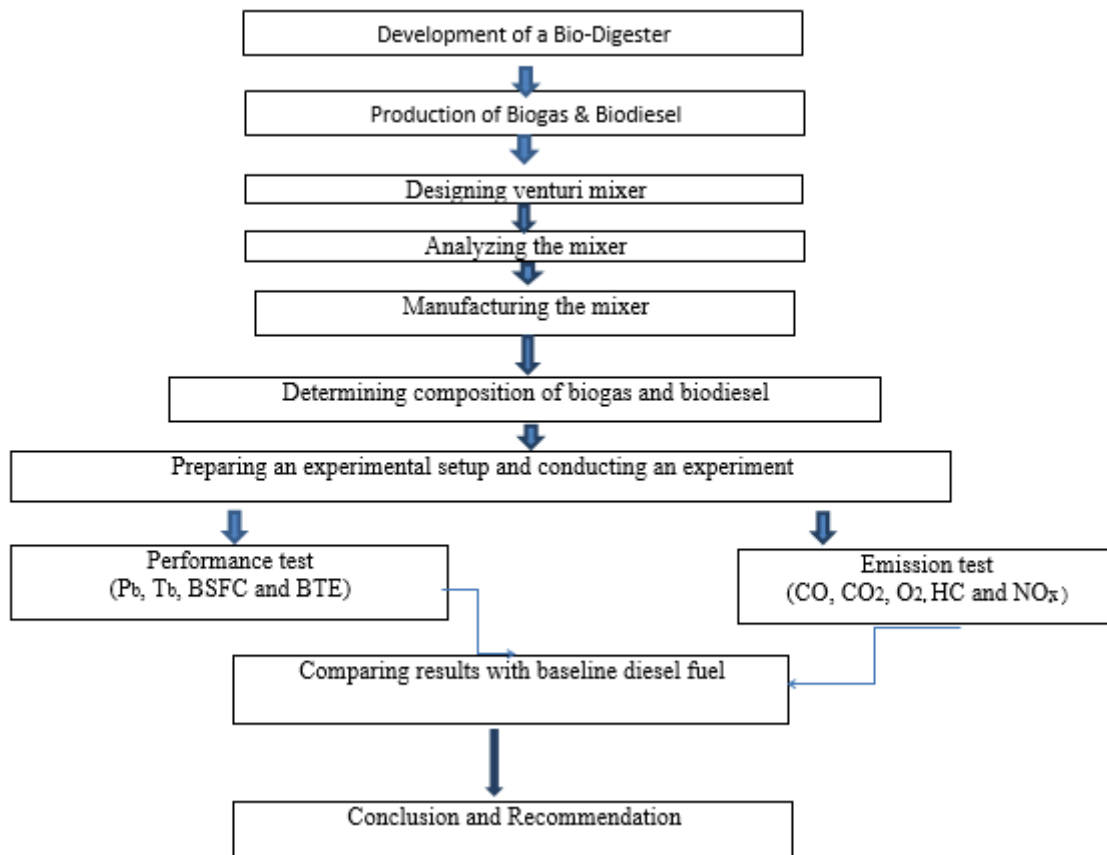 Development of a Bio-Digester
Production of Biogas & Biodiesel
Designing venturi mixer
Analyzing the mixer
Manufacturing the mixer
Determining composition of biogas and biodiesel
Preparing an experimental setup and conducting an experiment
Performance test
(Pb, Tb, BSFC and BTE)
Emission test
(CO, CO2, O2, HC and NOx)
Comparing results with baseline diesel fuel
Conclusion and Recommendation